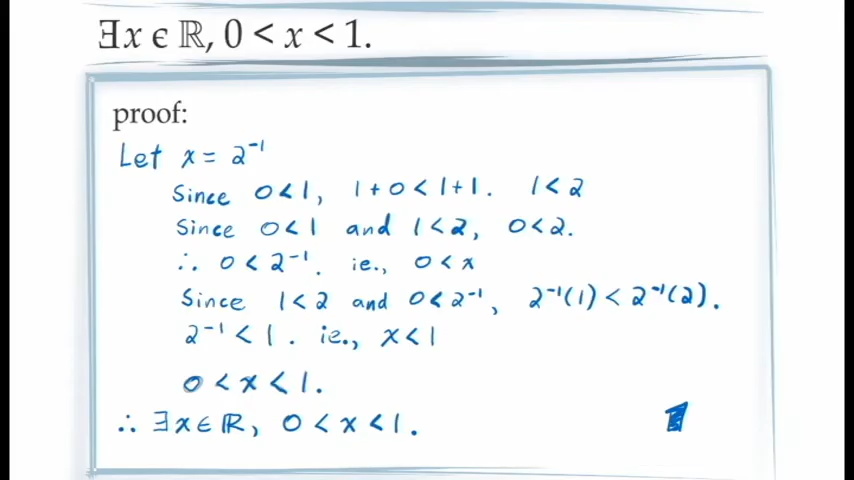 ∃x ϵ ℝ, 0 < x < 1.
proof:
Let x = 2⁻¹
Since 0 < 1, 1 + 0 < 1 + 1. 1 < 2
Since 0 < 1 and 1 < 2, 0 < 2.
∴ 0 < 2⁻¹. ie., 0 < x
Since 1 < 2 and 0 < 2⁻¹, 2⁻¹(1) < 2⁻¹(2).
2⁻¹ < 1. ie., x < 1
0 < x < 1.
∴ ∃x ∈ ℝ, 0 < x < 1.